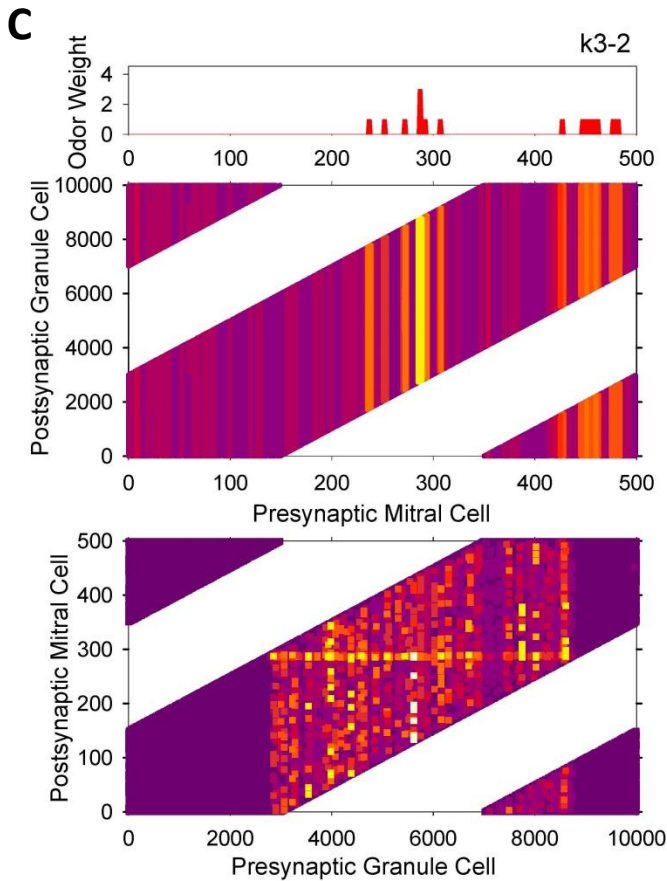 C
k3-2
Odor Weight
4
2
0
0 100 200 300 400 500
Postsynaptic Granule Cell
10000
8000
6000
4000
2000
0
0 100 200 300 400 500
Presynaptic Mitral Cell
Postsynaptic Mitral Cell
500
400
300
200
100
0
0 2000 4000 6000 8000 10000
Presynaptic Granule Cell